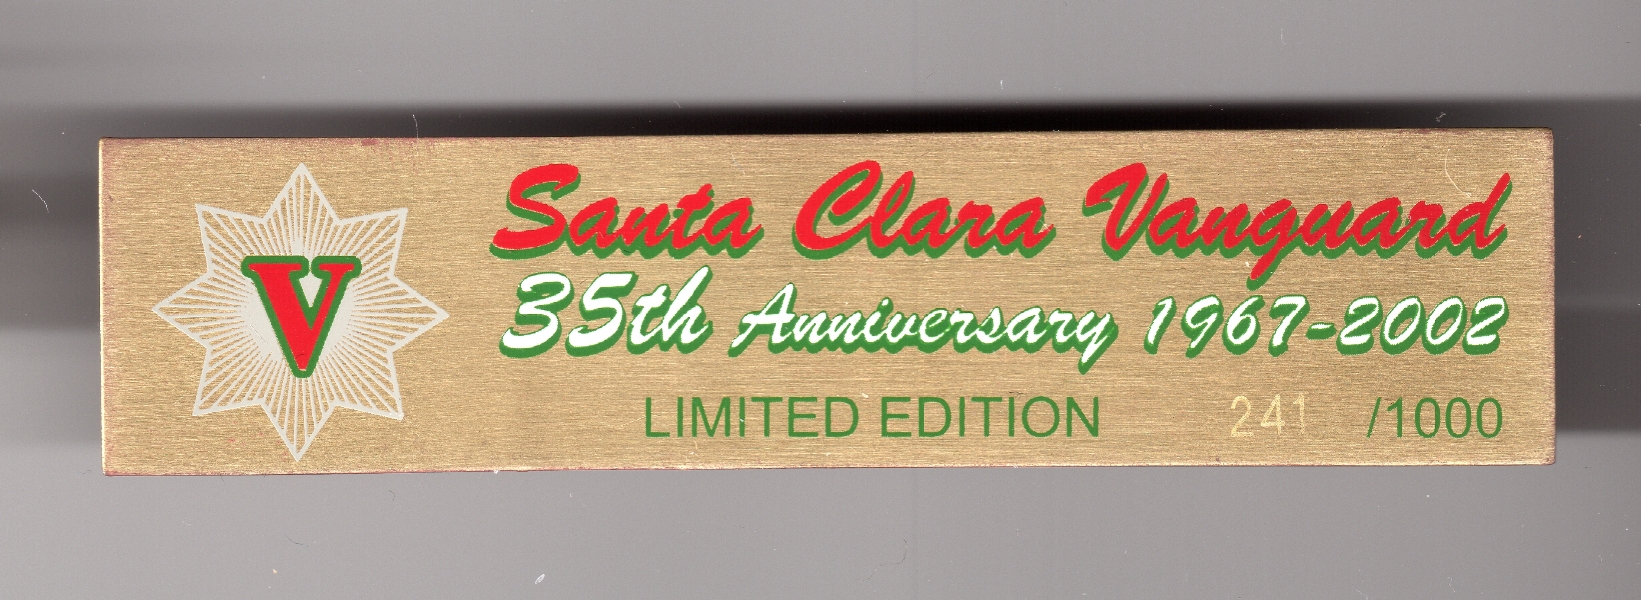 V
Santa Clara Vanguard
35th Anniversary 1967-2002
LIMITED EDITION 241 /1000